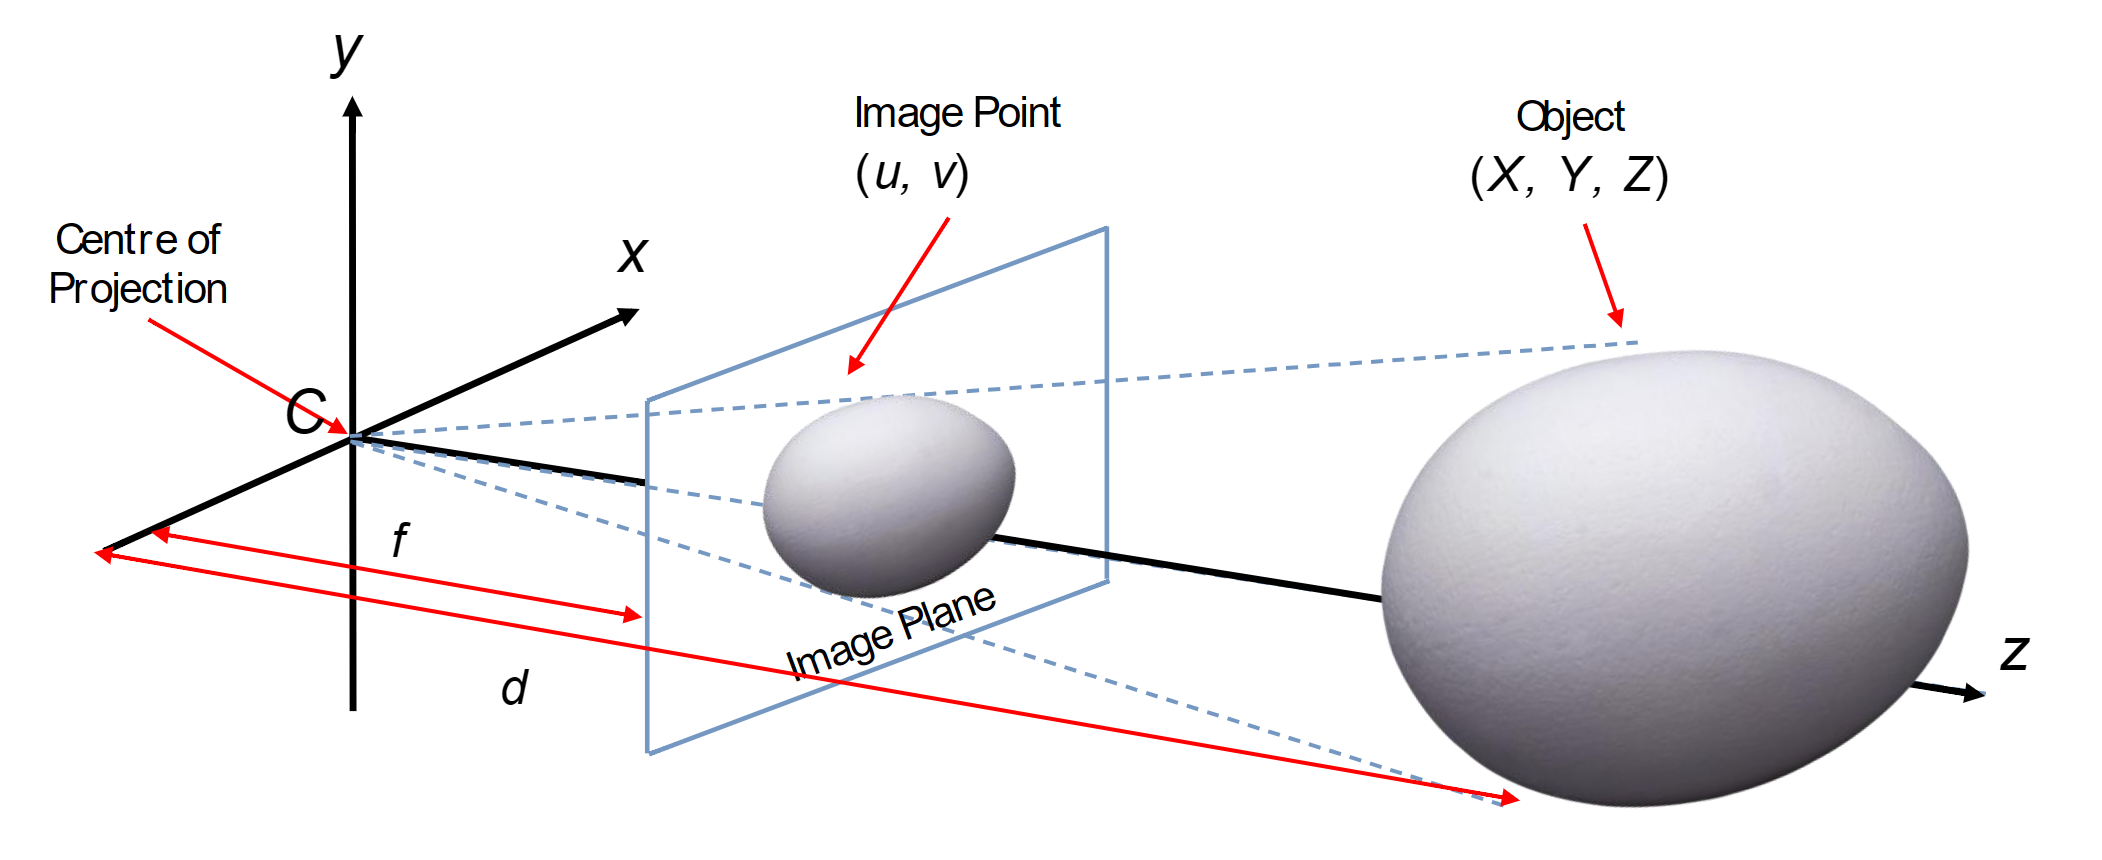 y
Image Point
(u, v)
Object
(X, Y, Z)
Centre of
Projection
x
C
f
Image Plane
d
z